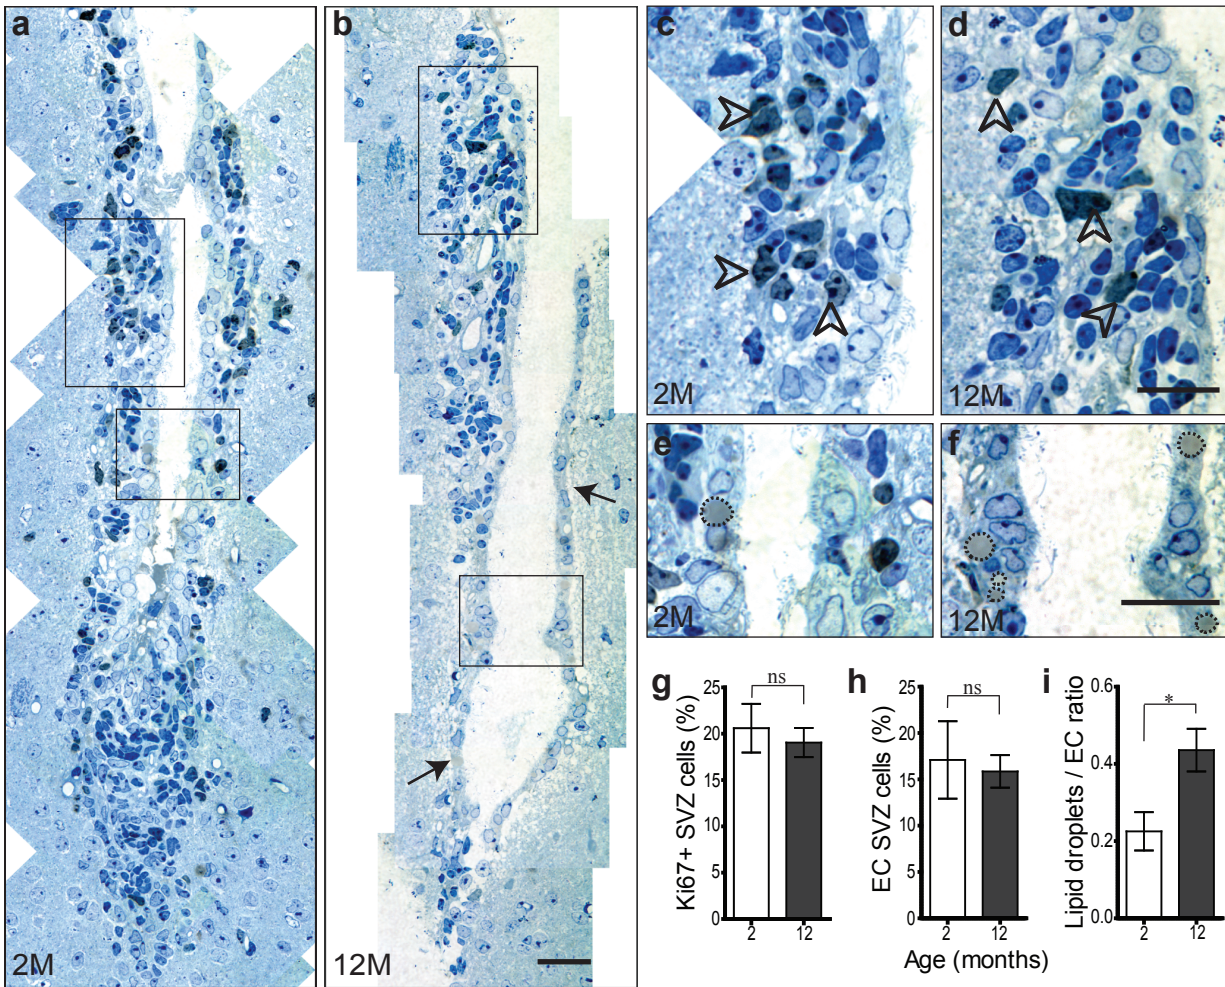 a
b
c
d
2M
12M
2M
12M
e
f
2M
12M
g
h
i
25
20
15
10
5
0
Ki67+ SVZ cells (%)
ns
2
12
25
20
15
10
5
0
EC SVZ cells (%)
ns
2
12
0.6
0.4
0.2
0.0
Lipid droplets / EC ratio
*
2
12
Age (months)